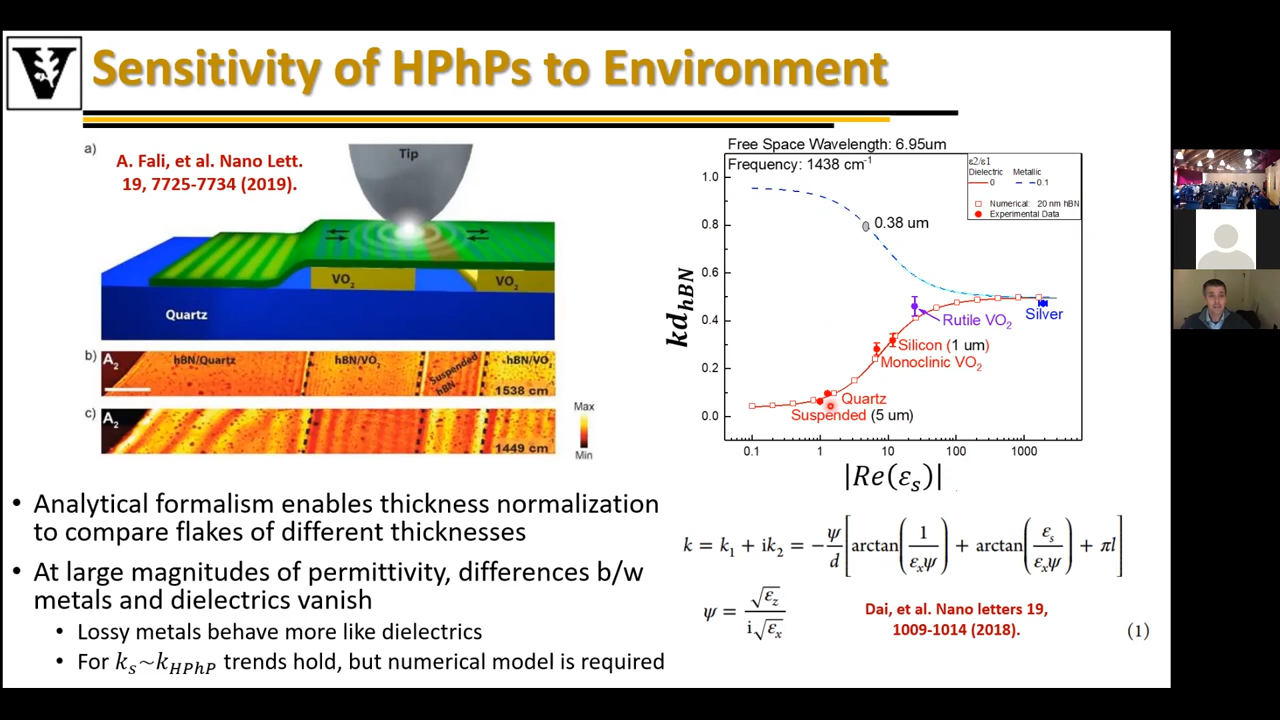 V
Sensitivity of HPhPs to Environment
a)
A. Fali, et al. Nano Lett.
19, 7725-7734 (2019).
Tip
VO2
VO2
Quartz
b)
A2
hBN/Quartz
hBN/VO2
Suspended
hBN
hBN/VO2
1538 cm
c)
A2
1449 cm
Max
Min
Free Space Wavelength: 6.95um
Frequency: 1438 cm-1
ε2/ε1
Dielectric Metallic
0 0.1
Numerical: 20 nm hBN
Experimental Data
1.0
0.8
0.6
0.4
0.2
0.0
kd_hBN
0.38 um
Rutile VO2
Silver
Silicon (1 um)
Monoclinic VO2
Quartz
Suspended (5 um)
0.1 1 10 100 1000
|Re(εs)|
• Analytical formalism enables thickness normalization
to compare flakes of different thicknesses
• At large magnitudes of permittivity, differences b/w
metals and dielectrics vanish
• Lossy metals behave more like dielectrics
• For ks~kHPhP trends hold, but numerical model is required
k = k1 + ik2 = −ψ/d [arctan(1/εxψ) + arctan(εs/εxψ) + πl]
ψ = √εz / i√εx
Dai, et al. Nano letters 19,
1009-1014 (2018).
(1)